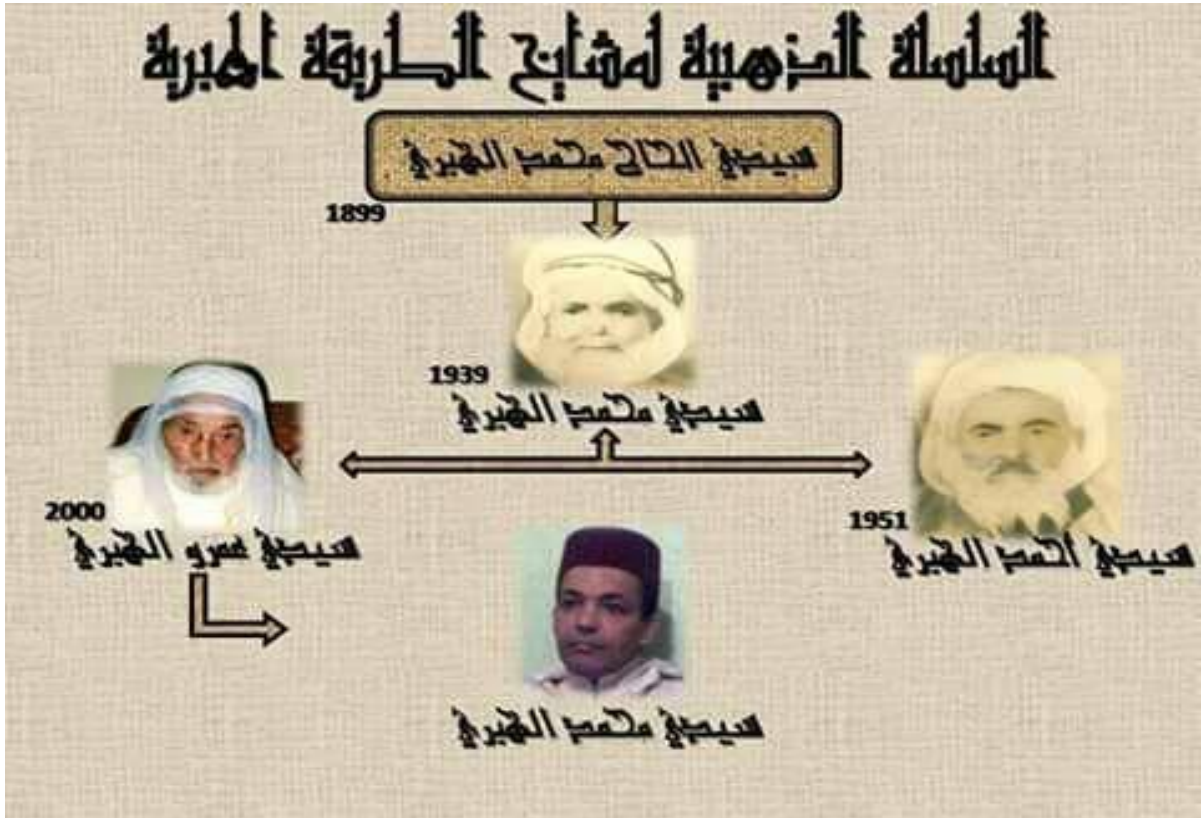 السلسلة الذهبية لمشايخ الطريقة الهبرية
سيدي الحاج محمد الهبري
1899
1939
سيدي محمد الهبري
2000
سيدي عمرو الهبري
1951
سيدي أحمد الهبري
سيدي محمد الهبري